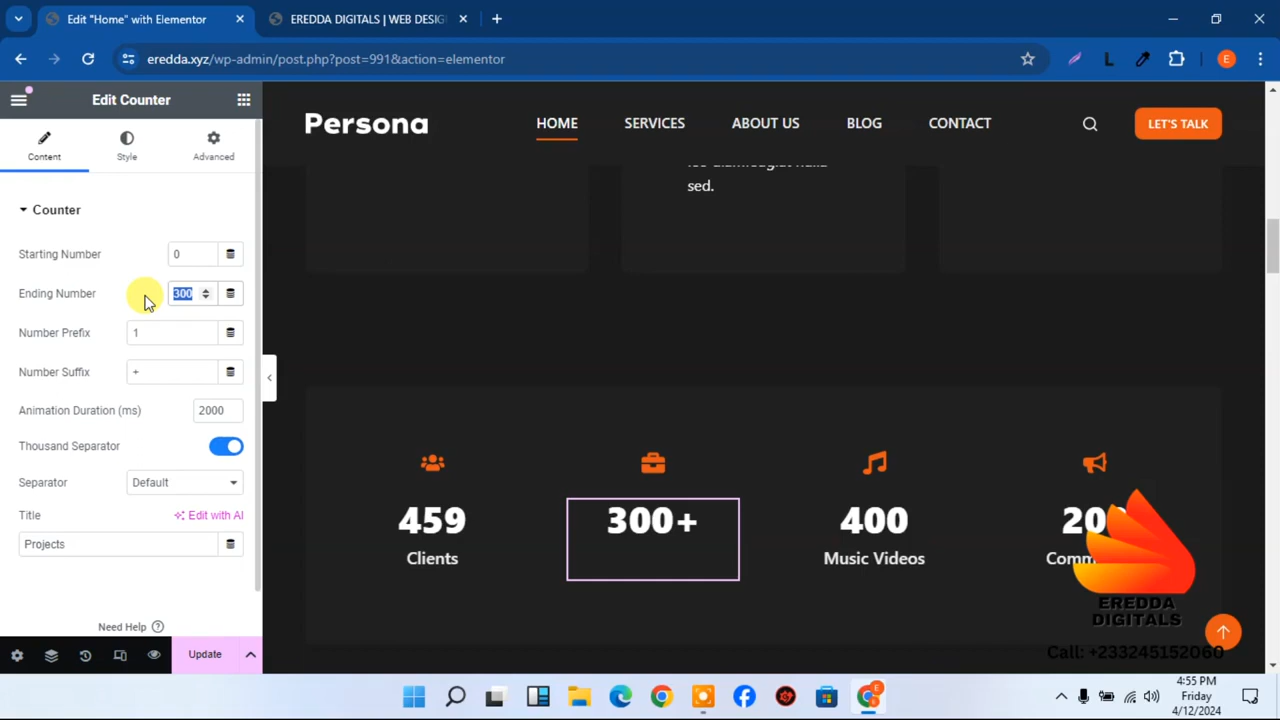 Edit "Home" with Elementor
EREDDA DIGITALS | WEB DESIG
eredda.xyz/wp-admin/post.php?post=991&action=elementor
L
E
Edit Counter
Content
Style
Advanced
Counter
Starting Number
0
Ending Number
300
Number Prefix
1
Number Suffix
+
Animation Duration (ms)
2000
Thousand Separator
Separator
Default
Title
Edit with AI
Projects
Need Help
Update
Persona
HOME
SERVICES
ABOUT US
BLOG
CONTACT
LET'S TALK
sed.
459
Clients
300+
400
Music Videos
EREDDA
DIGITALS
Call: +233245152060
4:55 PM
Friday
4/12/2024